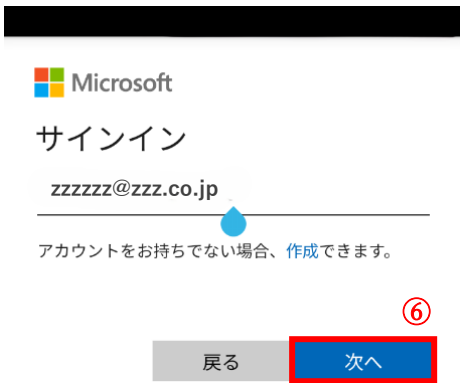 Microsoft
サインイン
zzzzzz@zzz.co.jp
アカウントをお持ちでない場合、作成できます。
⑥
戻る 次へ